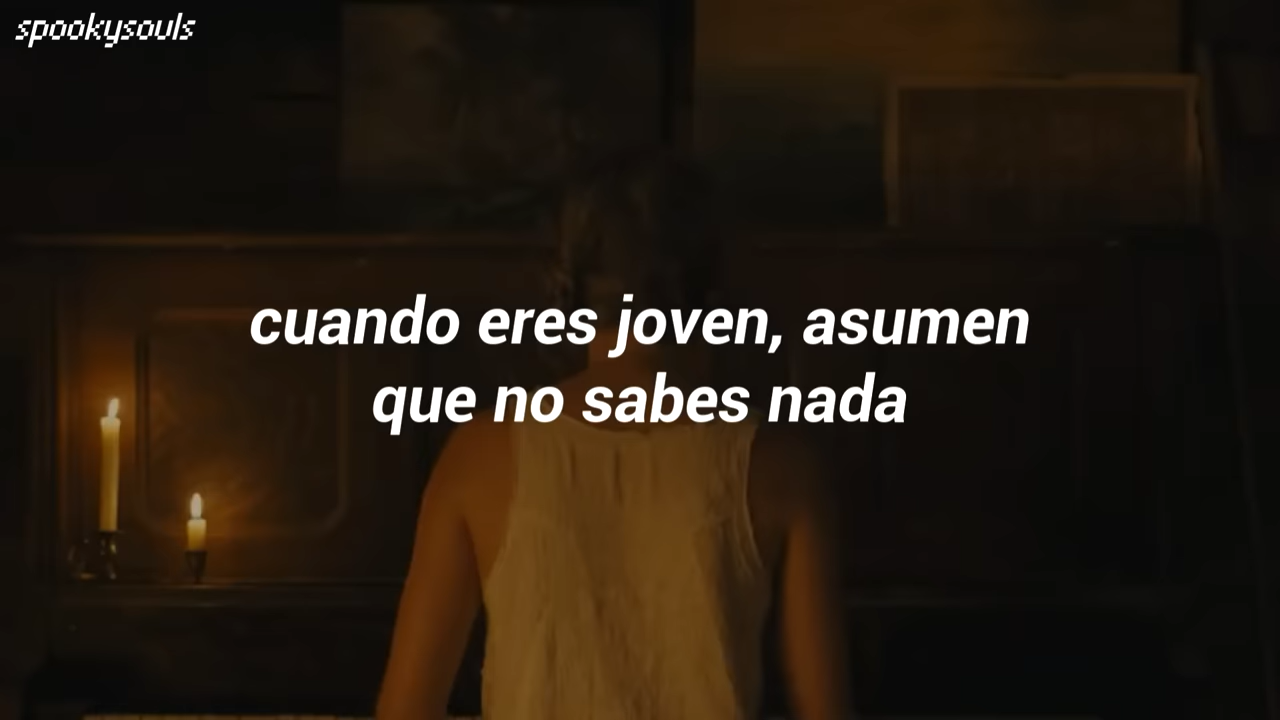 spookysouls
cuando eres joven, asumen
que no sabes nada